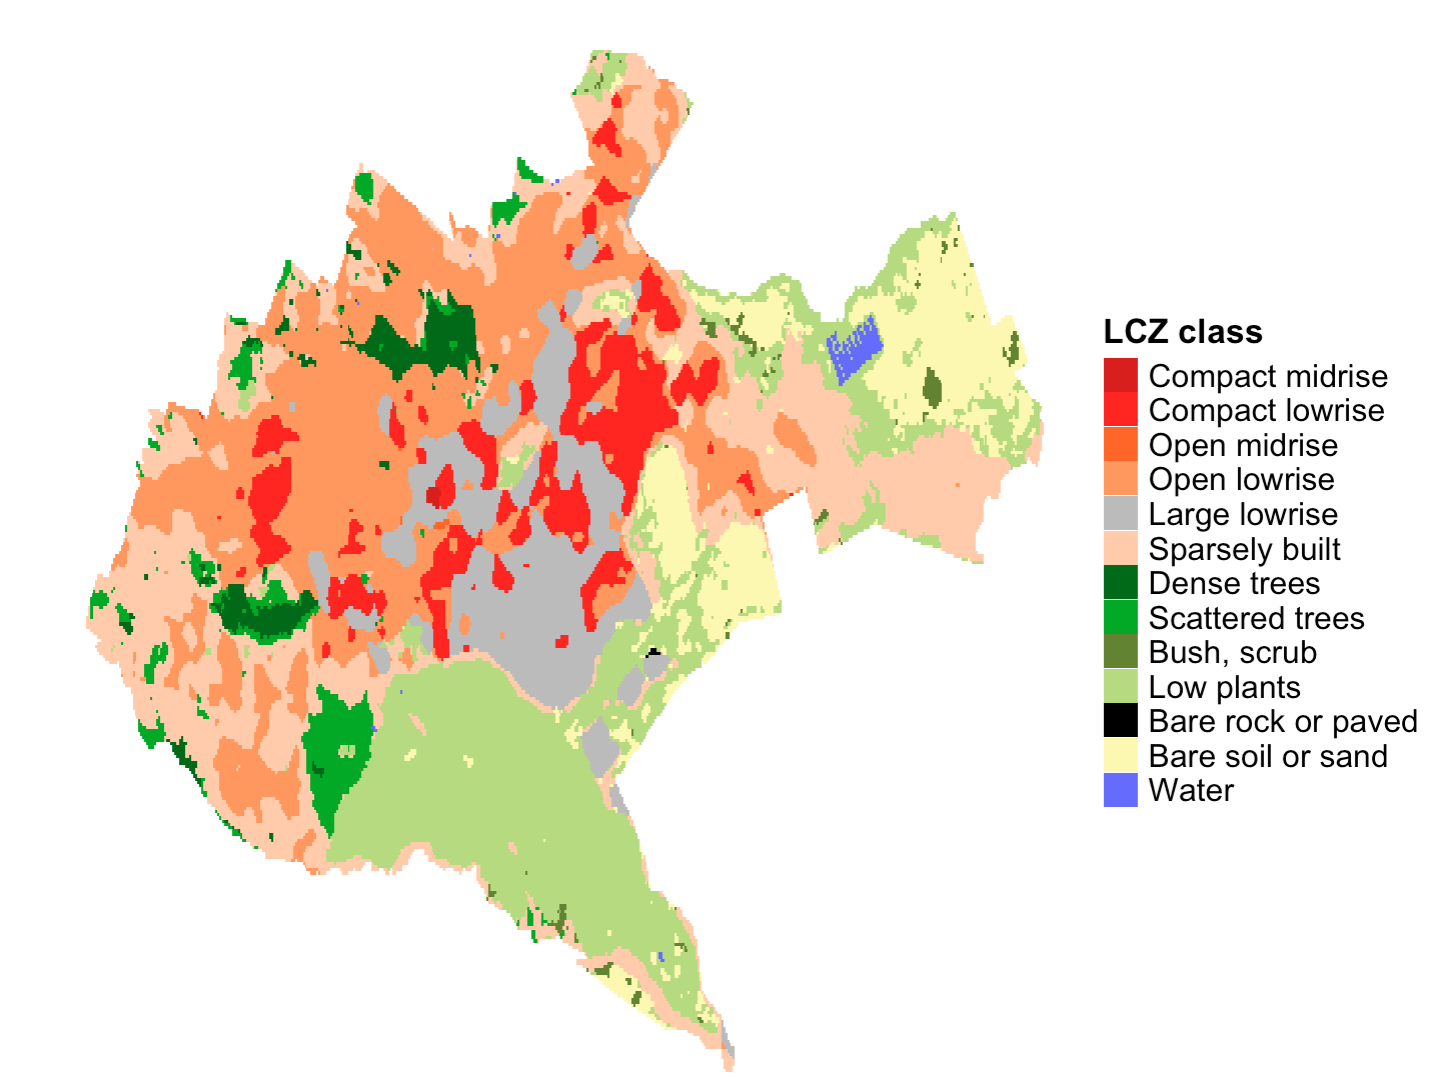 LCZ class
Compact midrise
Compact lowrise
Open midrise
Open lowrise
Large lowrise
Sparsely built
Dense trees
Scattered trees
Bush, scrub
Low plants
Bare rock or paved
Bare soil or sand
Water